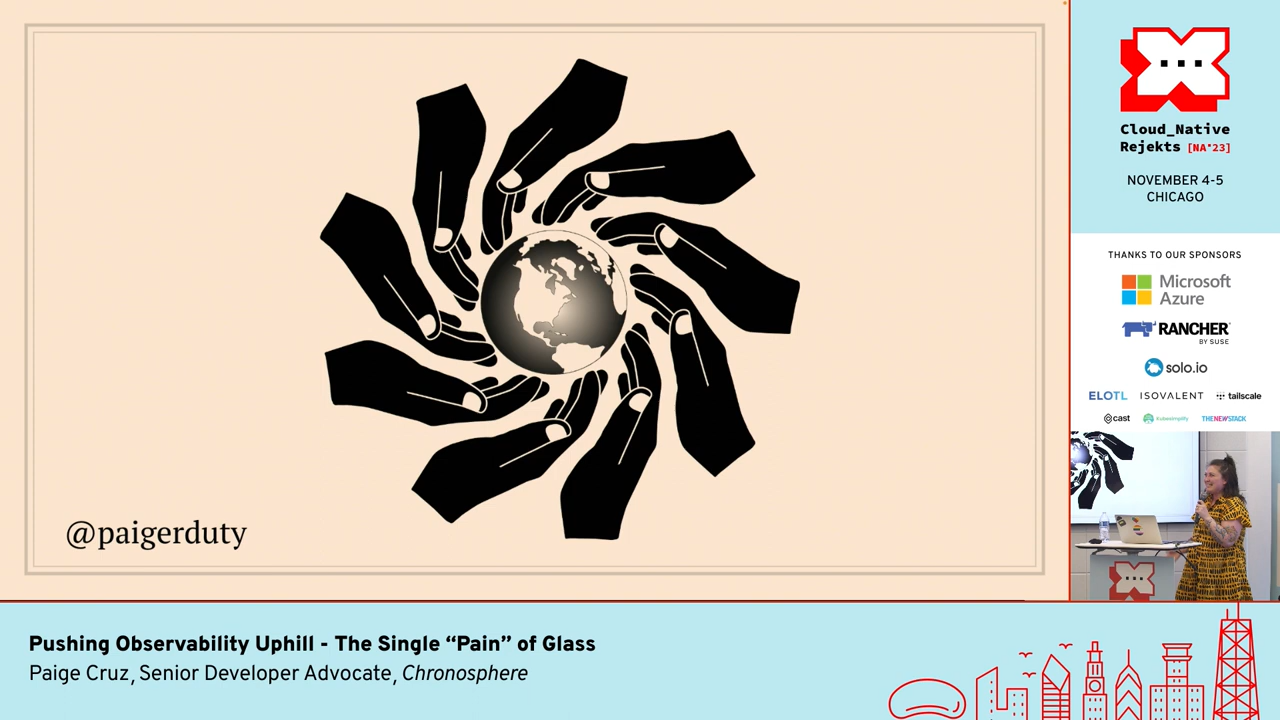 @paigerduty
Cloud_Native
Rejekts [NA'23]
NOVEMBER 4-5
CHICAGO
THANKS TO OUR SPONSORS
Microsoft
Azure
RANCHER
BY SUSE
solo.io
ELOTL
ISOVALENT
tailscale
cast
kubesimplify
THENEWSTACK
Pushing Observability Uphill - The Single “Pain” of Glass
Paige Cruz, Senior Developer Advocate, Chronosphere